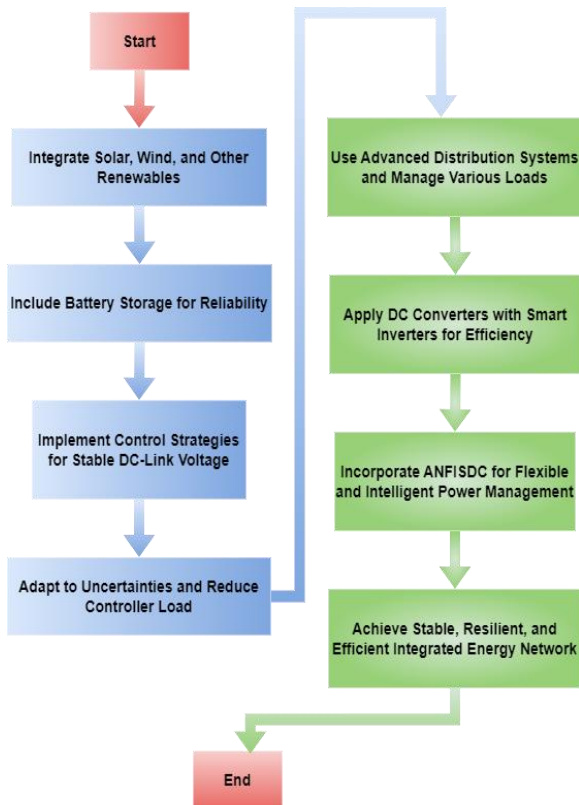 Start
Integrate Solar, Wind, and Other
Renewables
Include Battery Storage for Reliability
Implement Control Strategies
for Stable DC-Link Voltage
Adapt to Uncertainties and Reduce
Controller Load
Use Advanced Distribution Systems
and Manage Various Loads
Apply DC Converters with Smart
Inverters for Efficiency
Incorporate ANFISDC for Flexible
and Intelligent Power Management
Achieve Stable, Resilient, and
Efficient Integrated Energy Network
End